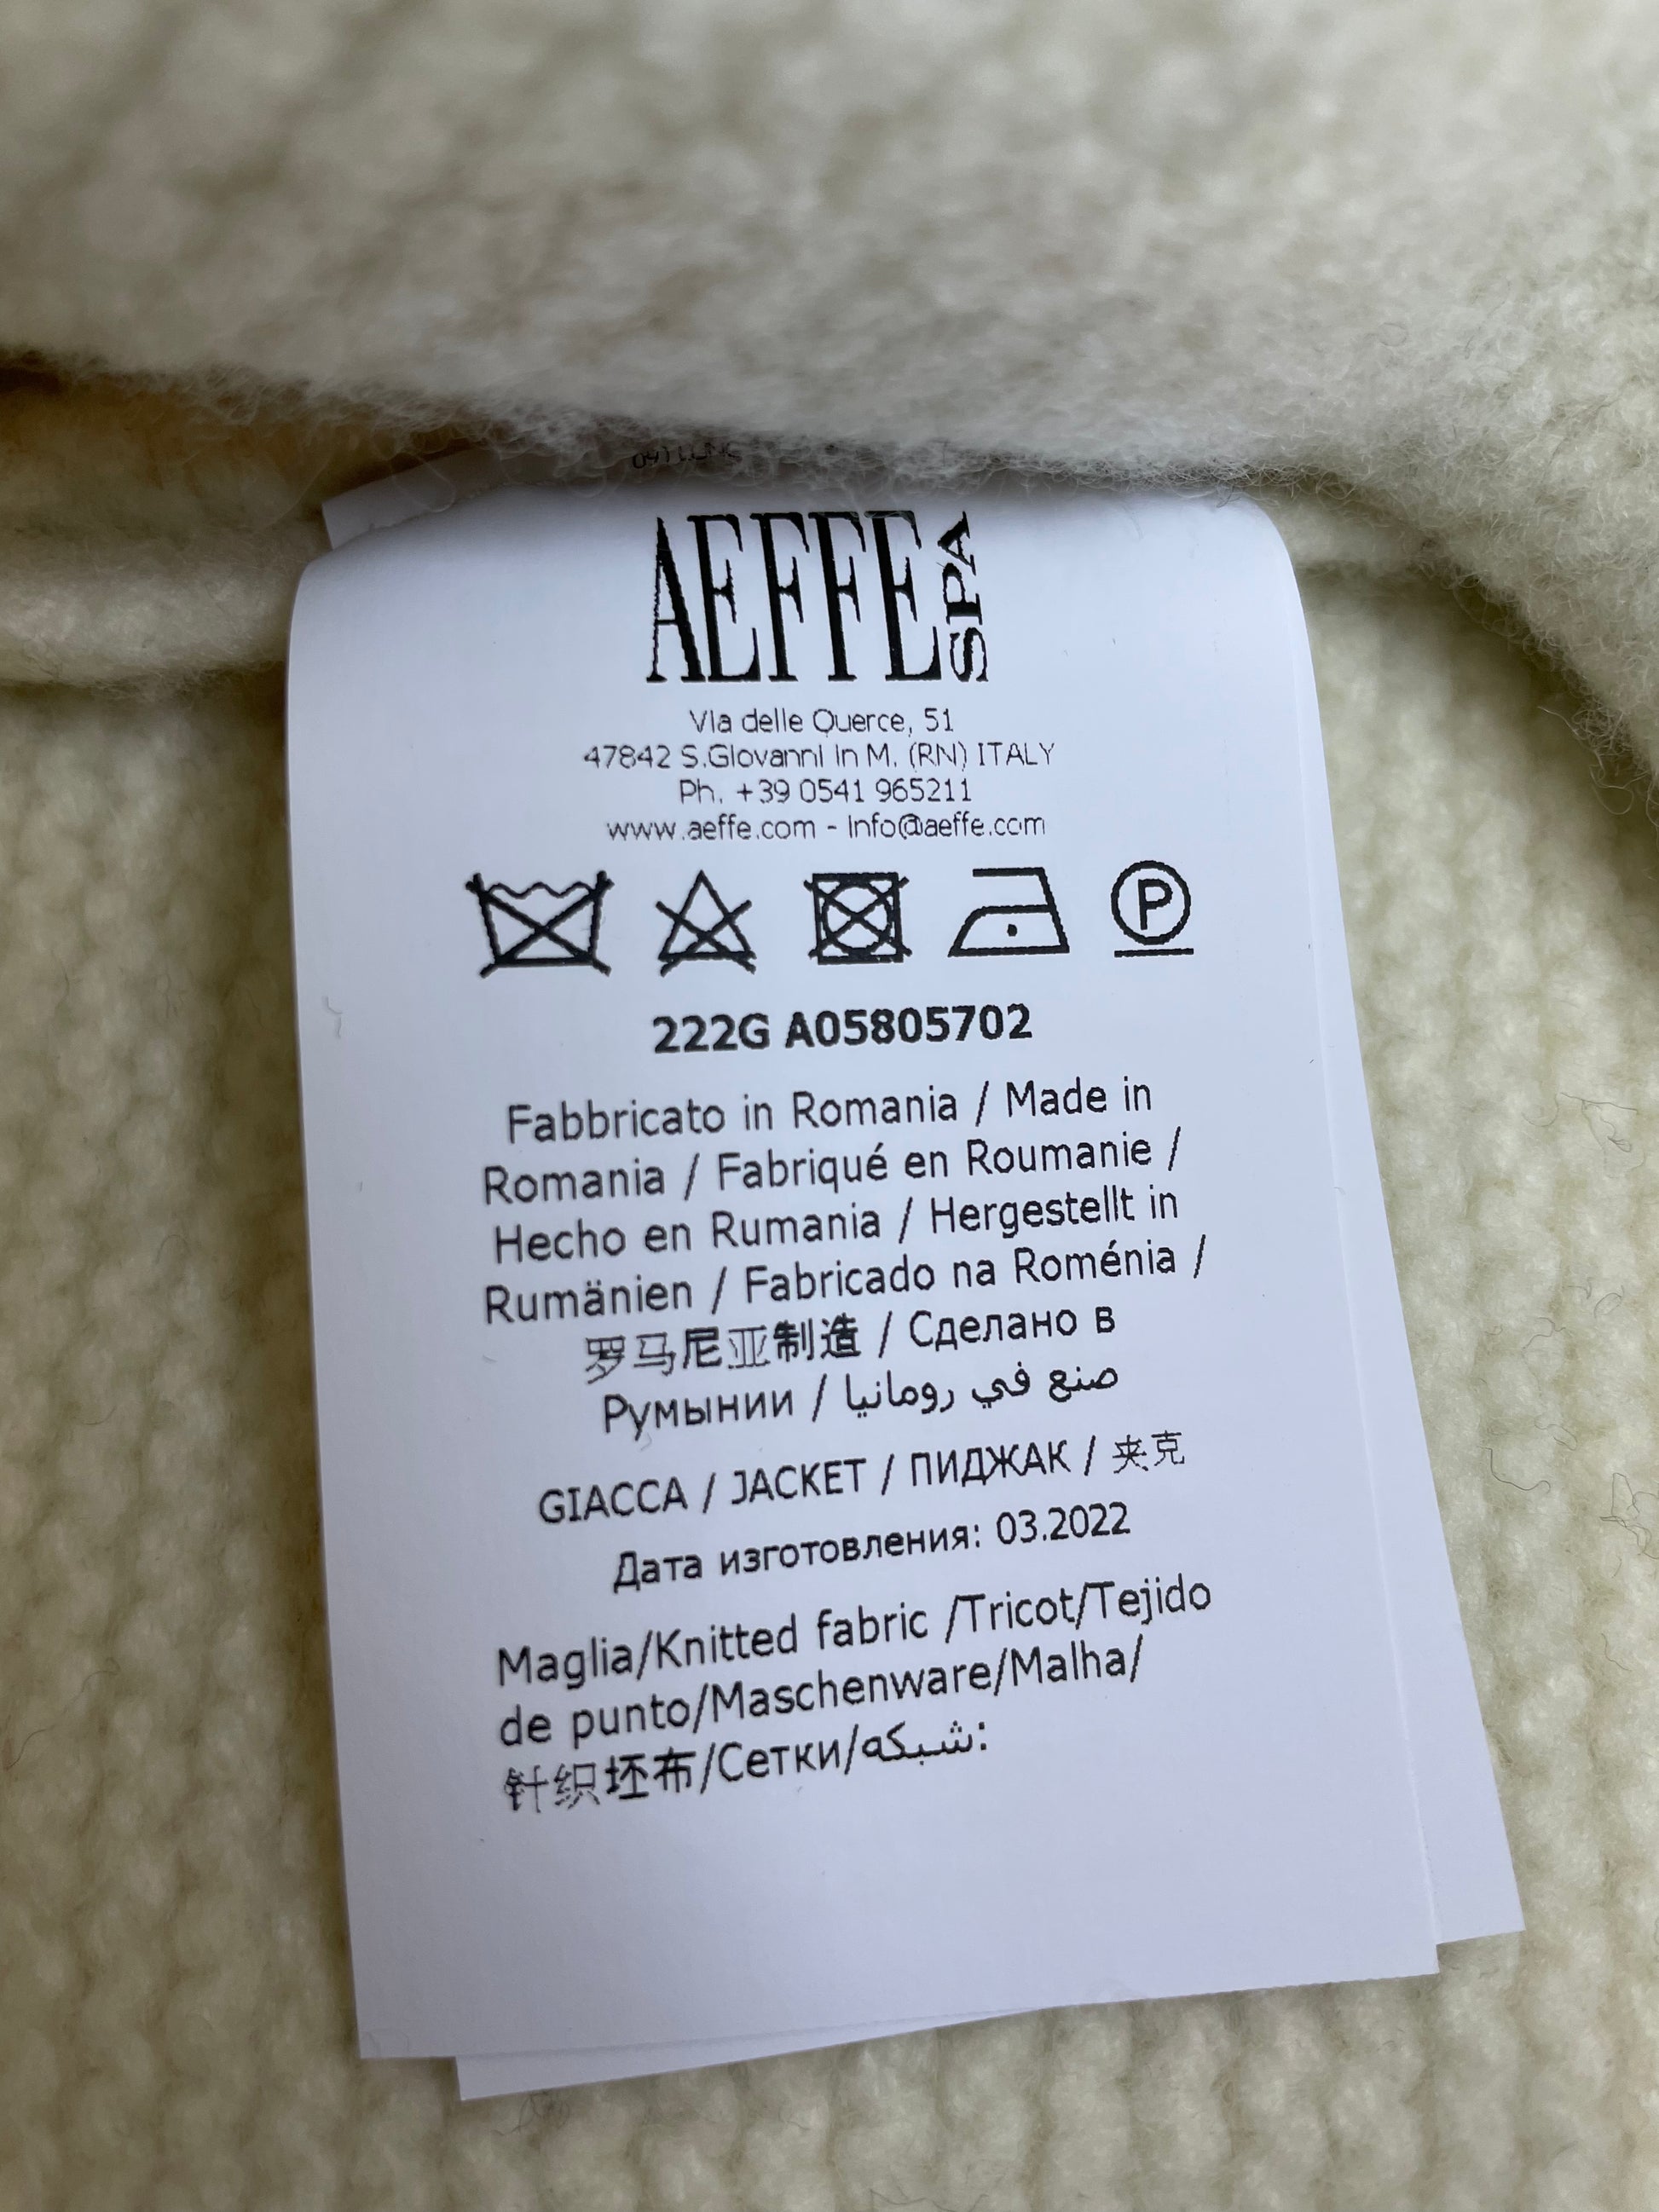 AEFFE SPA
Via delle Querce, 51
47842 S.Giovanni in M. (RN) ITALY
Ph. +39 0541 965211
www.aeffe.com - info@aeffe.com
P
222G A05805702
Fabbricato in Romania / Made in
Romania / Fabriqué en Roumanie /
Hecho en Rumania / Hergestellt in
Rumänien / Fabricado na Roménia /
罗马尼亚制造 / Сделано в
Румынии / صنع في رومانيا
GIACCA / JACKET / ПИДЖАК / 夹克
Дата изготовления: 03.2022
Maglia/Knitted fabric /Tricot/Tejido
de punto/Maschenware/Malha/
针织坯布/Сетки/شبكه: